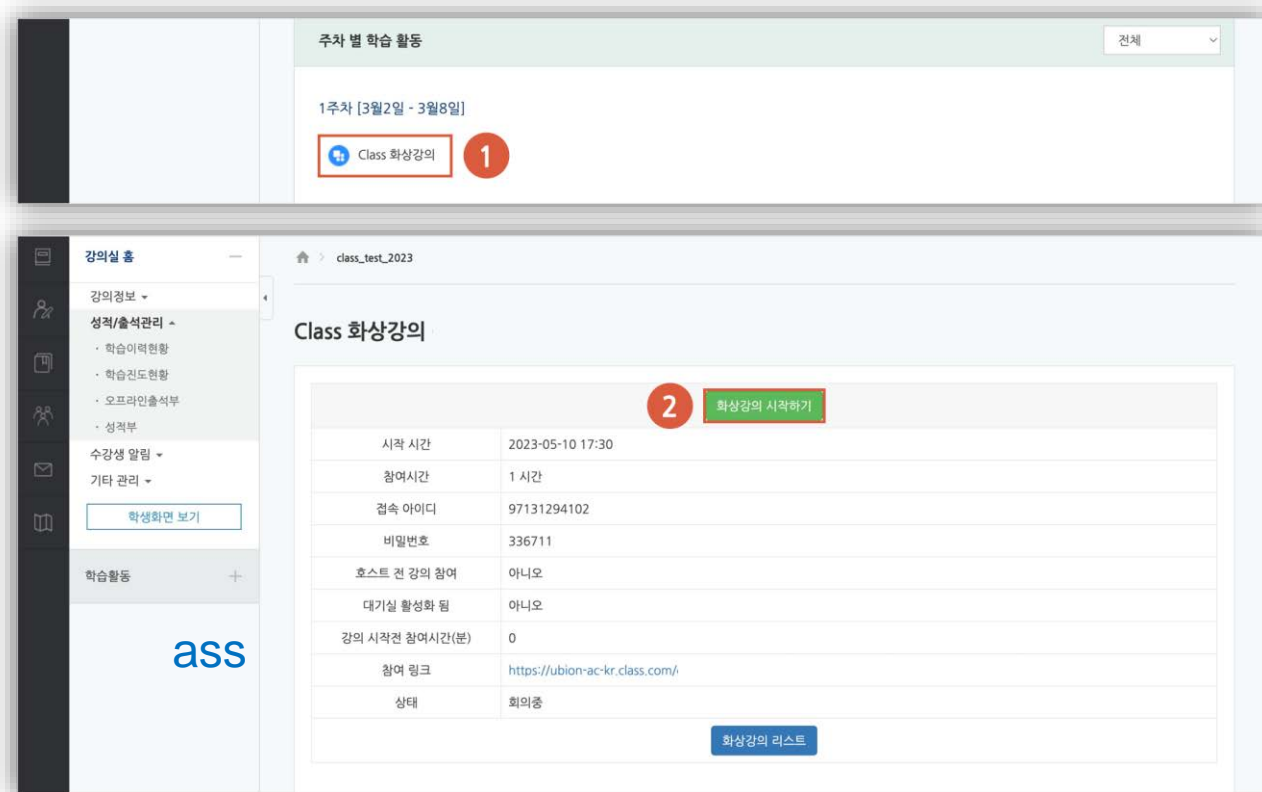 주차 별 학습 활동
전체
1주차 [3월2일 - 3월8일]
Class 화상강의
1
강의실 홈
class_test_2023
강의정보
성적/출석관리
· 학습이력현황
· 학습진도현황
· 오프라인출석부
· 성적부
수강생 알림
기타 관리
학생화면 보기
학습활동
ass
Class 화상강의
2 화상강의 시작하기
시작 시간 2023-05-10 17:30
참여시간 1 시간
접속 아이디 97131294102
비밀번호 336711
호스트 전 강의 참여 아니오
대기실 활성화 됨 아니오
강의 시작전 참여시간(분) 0
참여 링크 https://ubion-ac-kr.class.com/
상태 회의중
화상강의 리스트